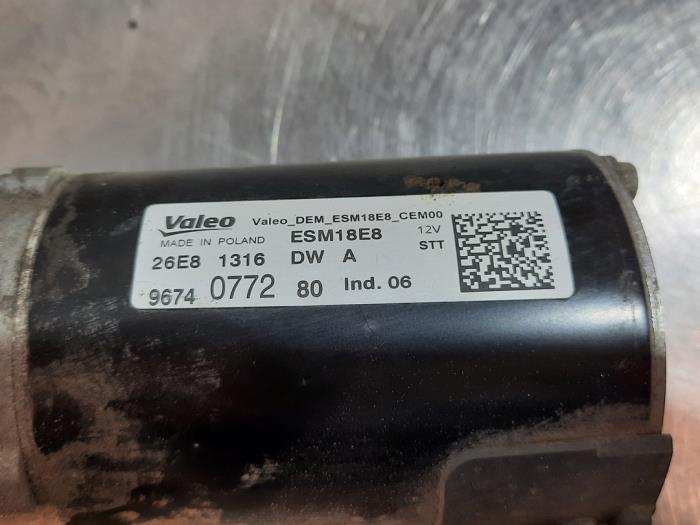 Valeo Valeo_DEM_ESM18E8_CEM00
MADE IN POLAND ESM18E8 12V
26E8 1316 DW A STT
9674 0772 80 Ind. 06